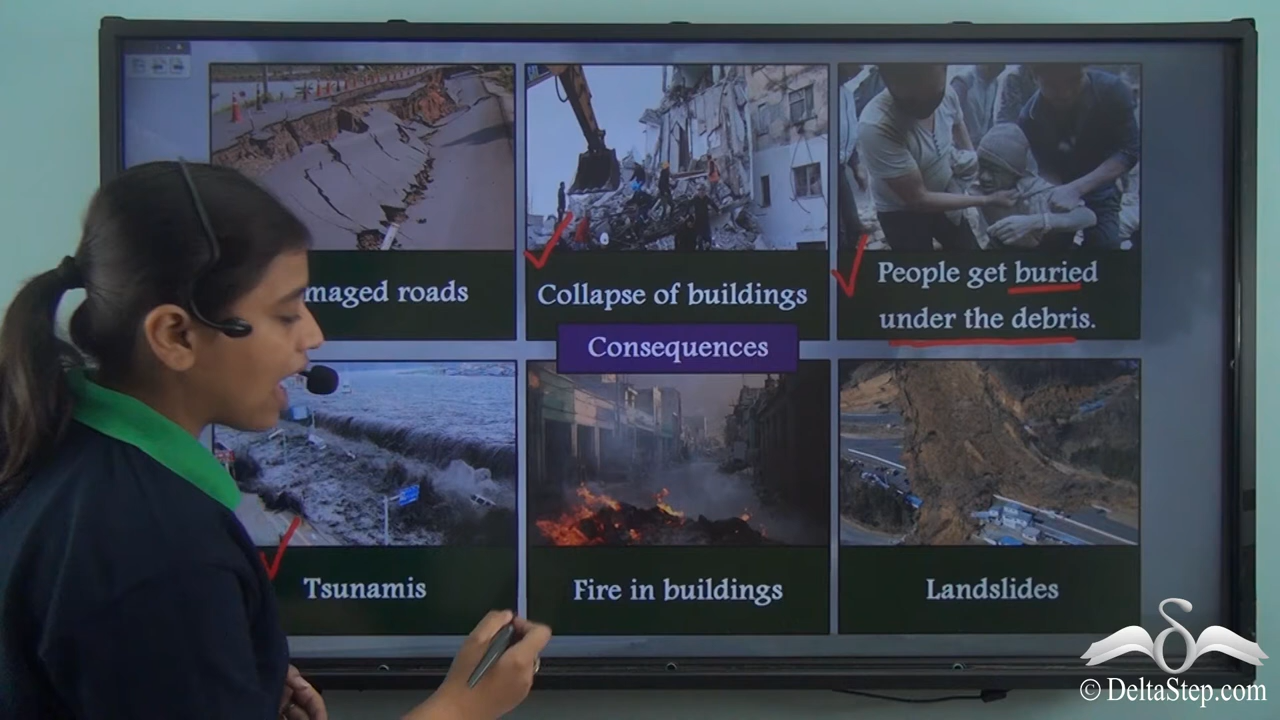 maged roads
Collapse of buildings
People get buried
under the debris.
Consequences
Tsunamis
Fire in buildings
Landslides
© DeltaStep.com